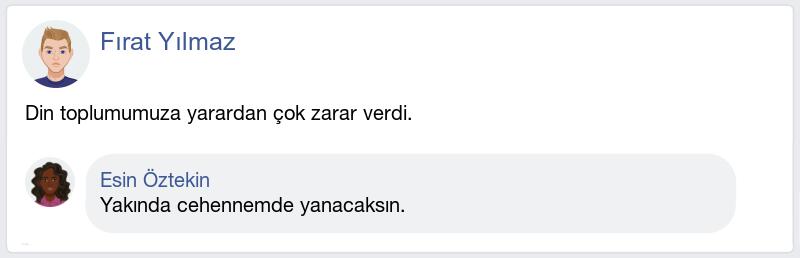 Fırat Yılmaz
Din toplumumuza yarardan çok zarar verdi.
Esin Öztekin
Yakında cehennemde yanacaksın.